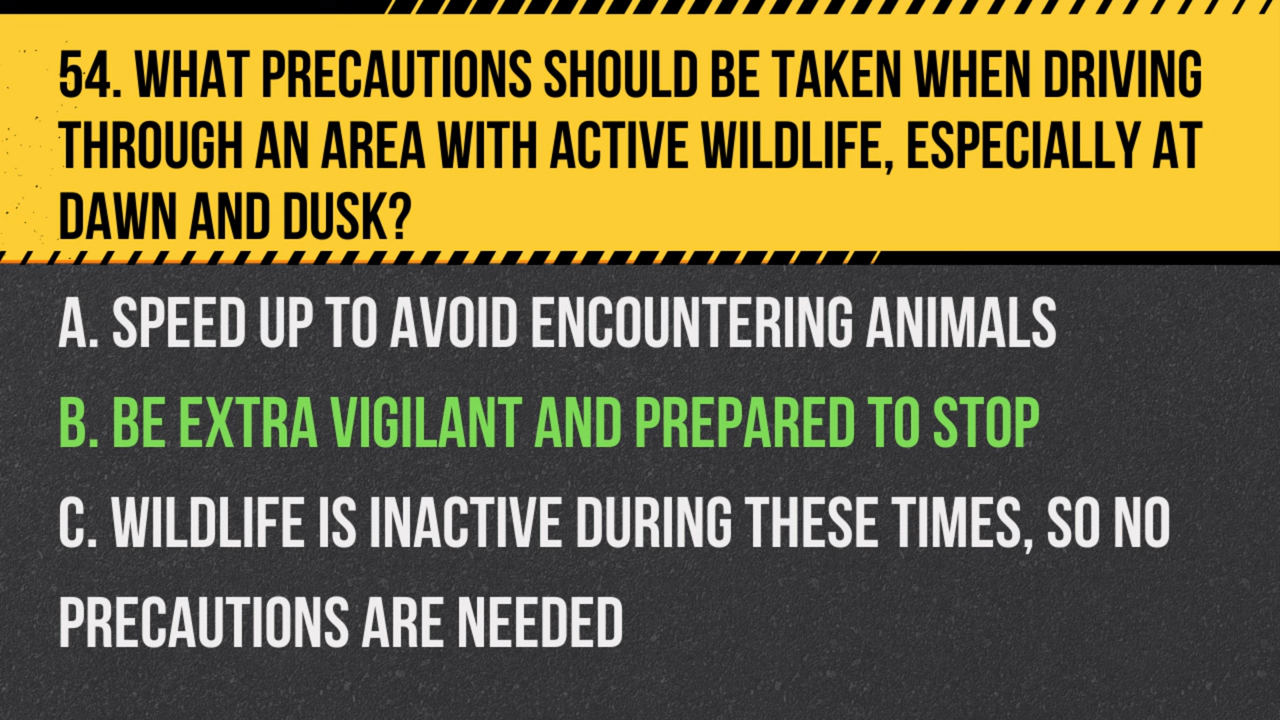 54. WHAT PRECAUTIONS SHOULD BE TAKEN WHEN DRIVING
THROUGH AN AREA WITH ACTIVE WILDLIFE, ESPECIALLY AT
DAWN AND DUSK?
A. SPEED UP TO AVOID ENCOUNTERING ANIMALS
B. BE EXTRA VIGILANT AND PREPARED TO STOP
C. WILDLIFE IS INACTIVE DURING THESE TIMES, SO NO
PRECAUTIONS ARE NEEDED